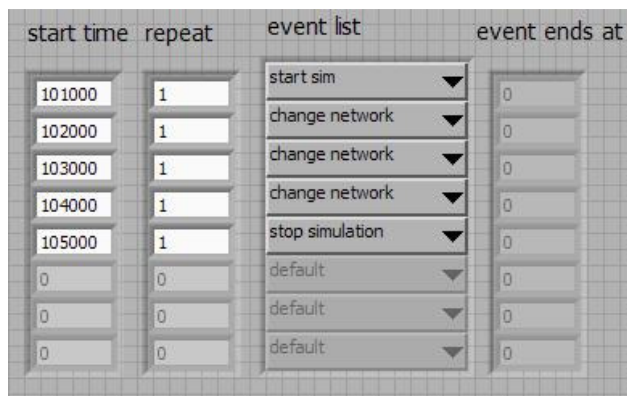 start time repeat event list event ends at
101000 1 start sim 0
102000 1 change network 0
103000 1 change network 0
104000 1 change network 0
105000 1 stop simulation 0
0 0 default 0
0 0 default 0
0 0 default 0